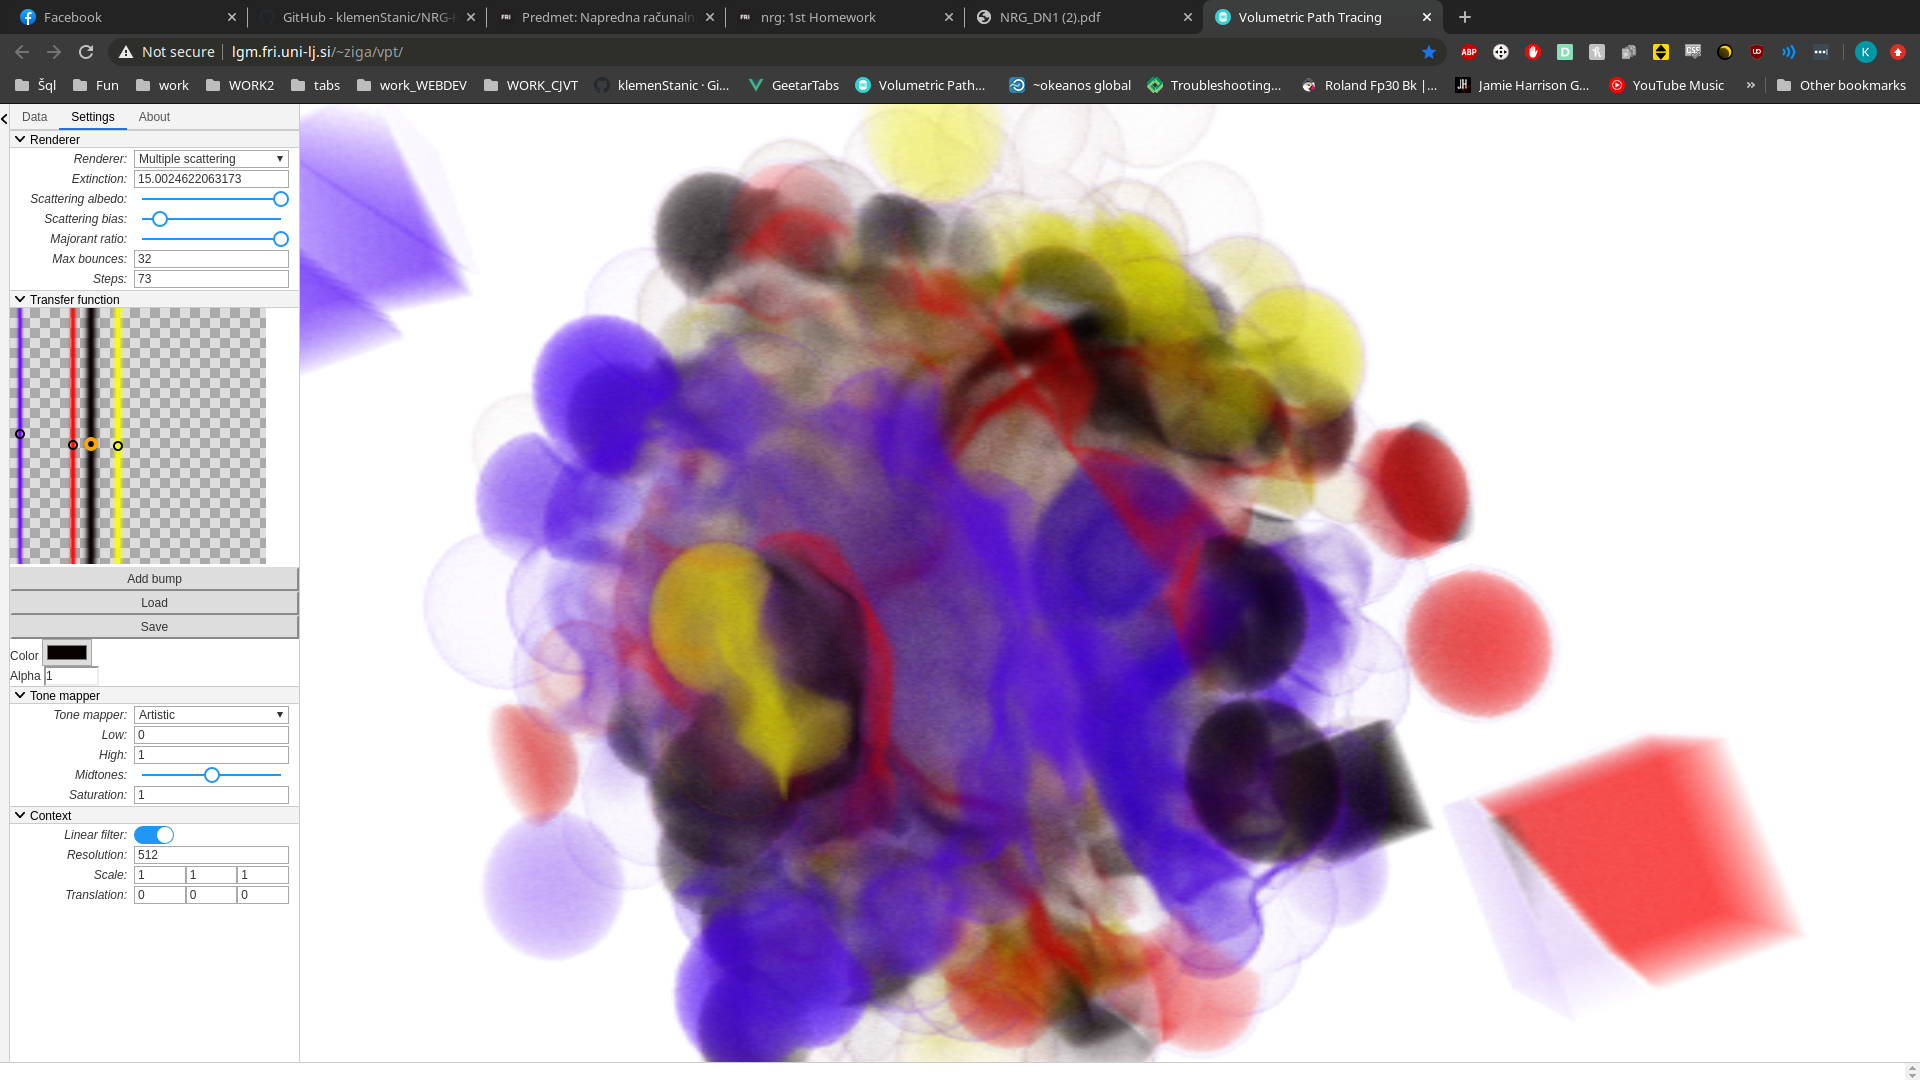 Facebook
GitHub - klemenStanic/NRG-
Predmet: Napredna računaln
nrg: 1st Homework
NRG_DN1 (2).pdf
Volumetric Path Tracing
Not secure lgm.fri.uni-lj.si/~ziga/vpt/
Šql
Fun
work
WORK2
tabs
work_WEBDEV
WORK_CJVT
klemenStanic · Gi...
GeetarTabs
Volumetric Path...
~okeanos global
Troubleshooting...
Roland Fp30 Bk |...
Jamie Harrison G...
YouTube Music
»
Other bookmarks
Data Settings About
Renderer
Renderer: Multiple scattering
Extinction: 15.0024622063173
Scattering albedo:
Scattering bias:
Majorant ratio:
Max bounces: 32
Steps: 73
Transfer function
Add bump
Load
Save
Color
Alpha 1
Tone mapper
Tone mapper: Artistic
Low: 0
High: 1
Midtones:
Saturation: 1
Context
Linear filter:
Resolution: 512
Scale: 1 1 1
Translation: 0 0 0